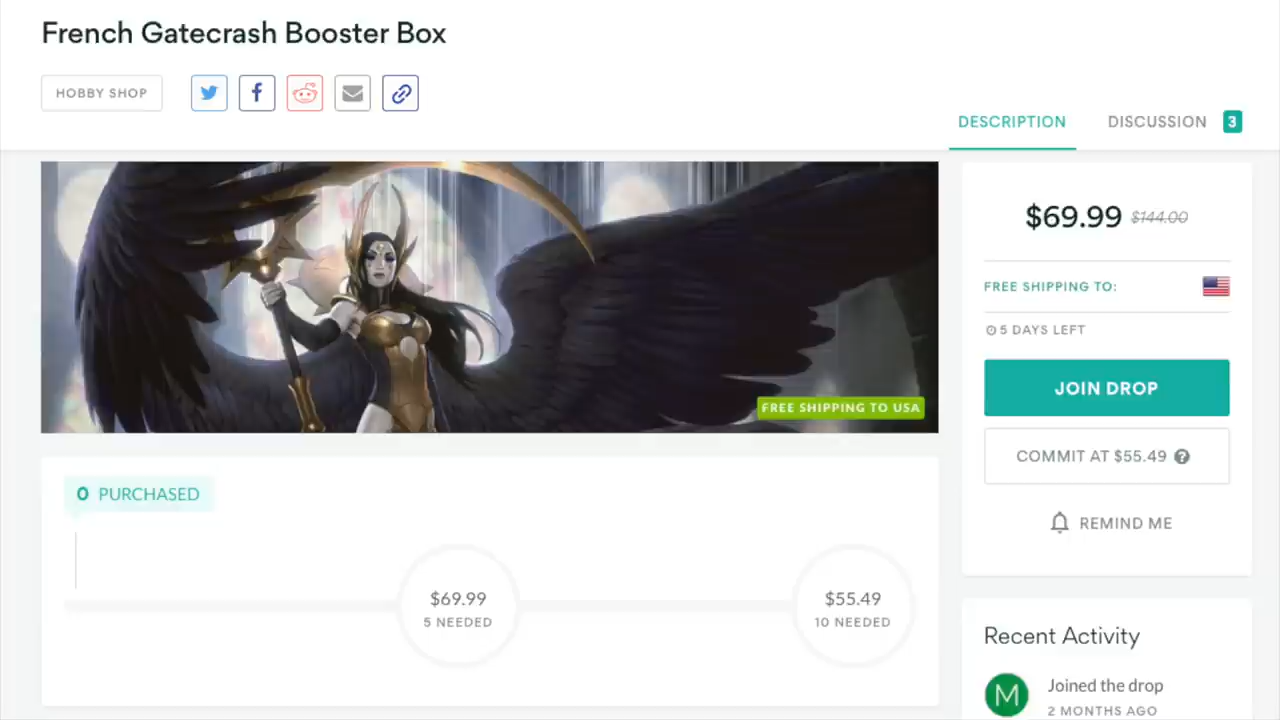 French Gatecrash Booster Box
HOBBY SHOP
DESCRIPTION
DISCUSSION 3
FREE SHIPPING TO USA
$69.99 $144.00
FREE SHIPPING TO:
5 DAYS LEFT
JOIN DROP
COMMIT AT $55.49 ?
REMIND ME
0 PURCHASED
$69.99
5 NEEDED
$55.49
10 NEEDED
Recent Activity
M
Joined the drop
2 MONTHS AGO